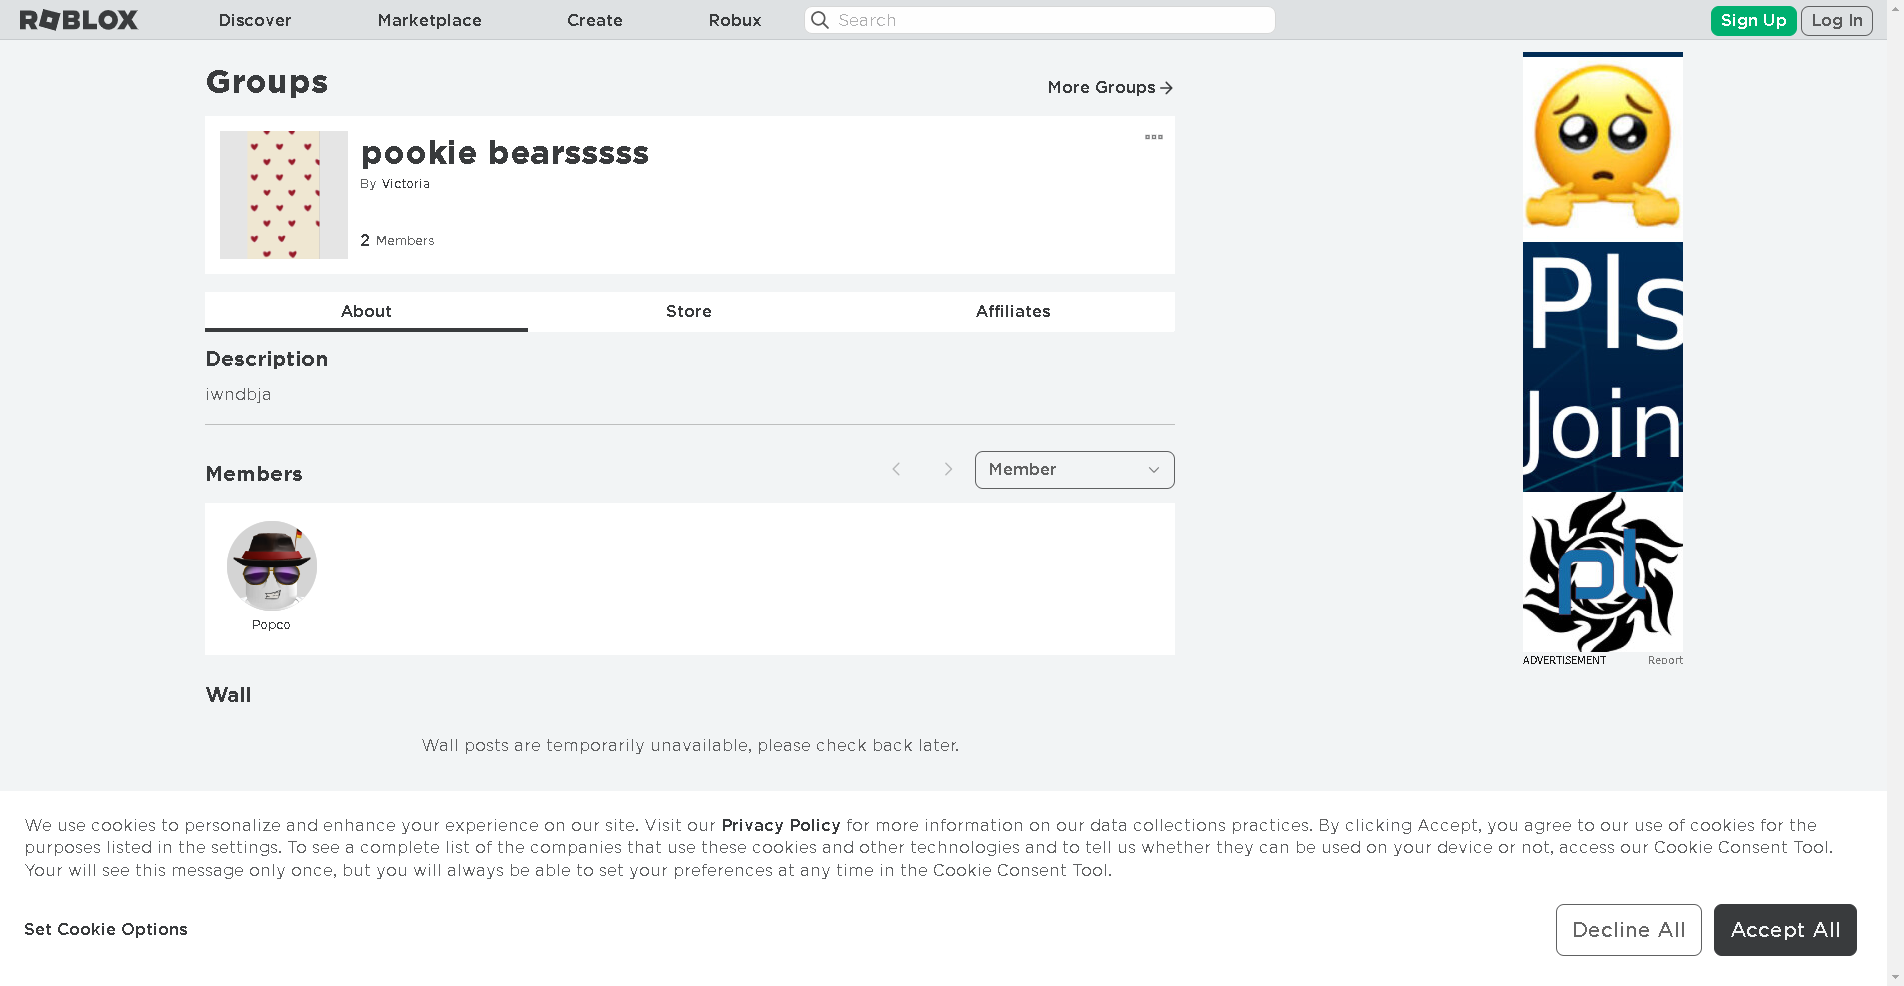 ROBLOX Discover Marketplace Create Robux Search Sign Up Log In
Groups
More Groups
pookie bearsssss
By Victoria
2 Members
About Store Affiliates
Description
iwndbja
Members
Member
Popco
Wall
Wall posts are temporarily unavailable, please check back later.
Pls
Join
pl
ADVERTISEMENT Report
We use cookies to personalize and enhance your experience on our site. Visit our Privacy Policy for more information on our data collections practices. By clicking Accept, you agree to our use of cookies for the
purposes listed in the settings. To see a complete list of the companies that use these cookies and other technologies and to tell us whether they can be used on your device or not, access our Cookie Consent Tool.
Your will see this message only once, but you will always be able to set your preferences at any time in the Cookie Consent Tool.
Set Cookie Options
Decline All
Accept All